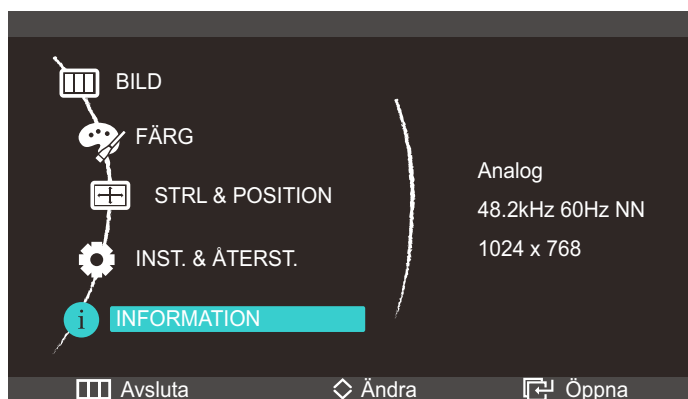 BILD
FÄRG
STRL & POSITION
INST. & ÅTERST.
INFORMATION
Analog
48.2kHz 60Hz NN
1024 x 768
Avsluta
Ändra
Öppna